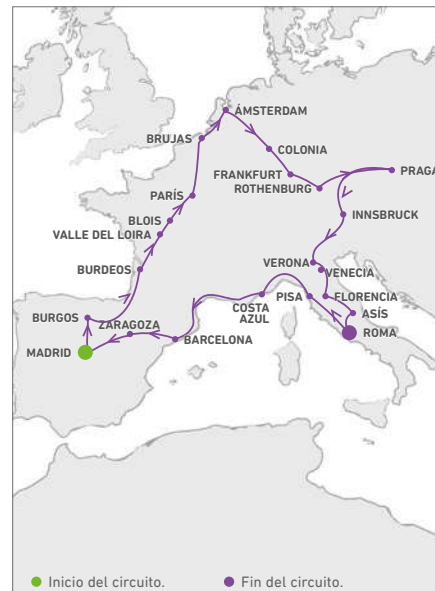 ÁMSTERDAM
BRUJAS
COLONIA
FRANKFURT
PRAGA
ROTHENBURG
PARÍS
BLOIS
INNSBRUCK
VALLE DEL LOIRA
VERONA
VENECIA
BURDEOS
FLORENCIA
COSTA
AZUL
PISA
ASÍS
BURGOS
ZARAGOZA
ROMA
BARCELONA
MADRID
Inicio del circuito.
Fin del circuito.